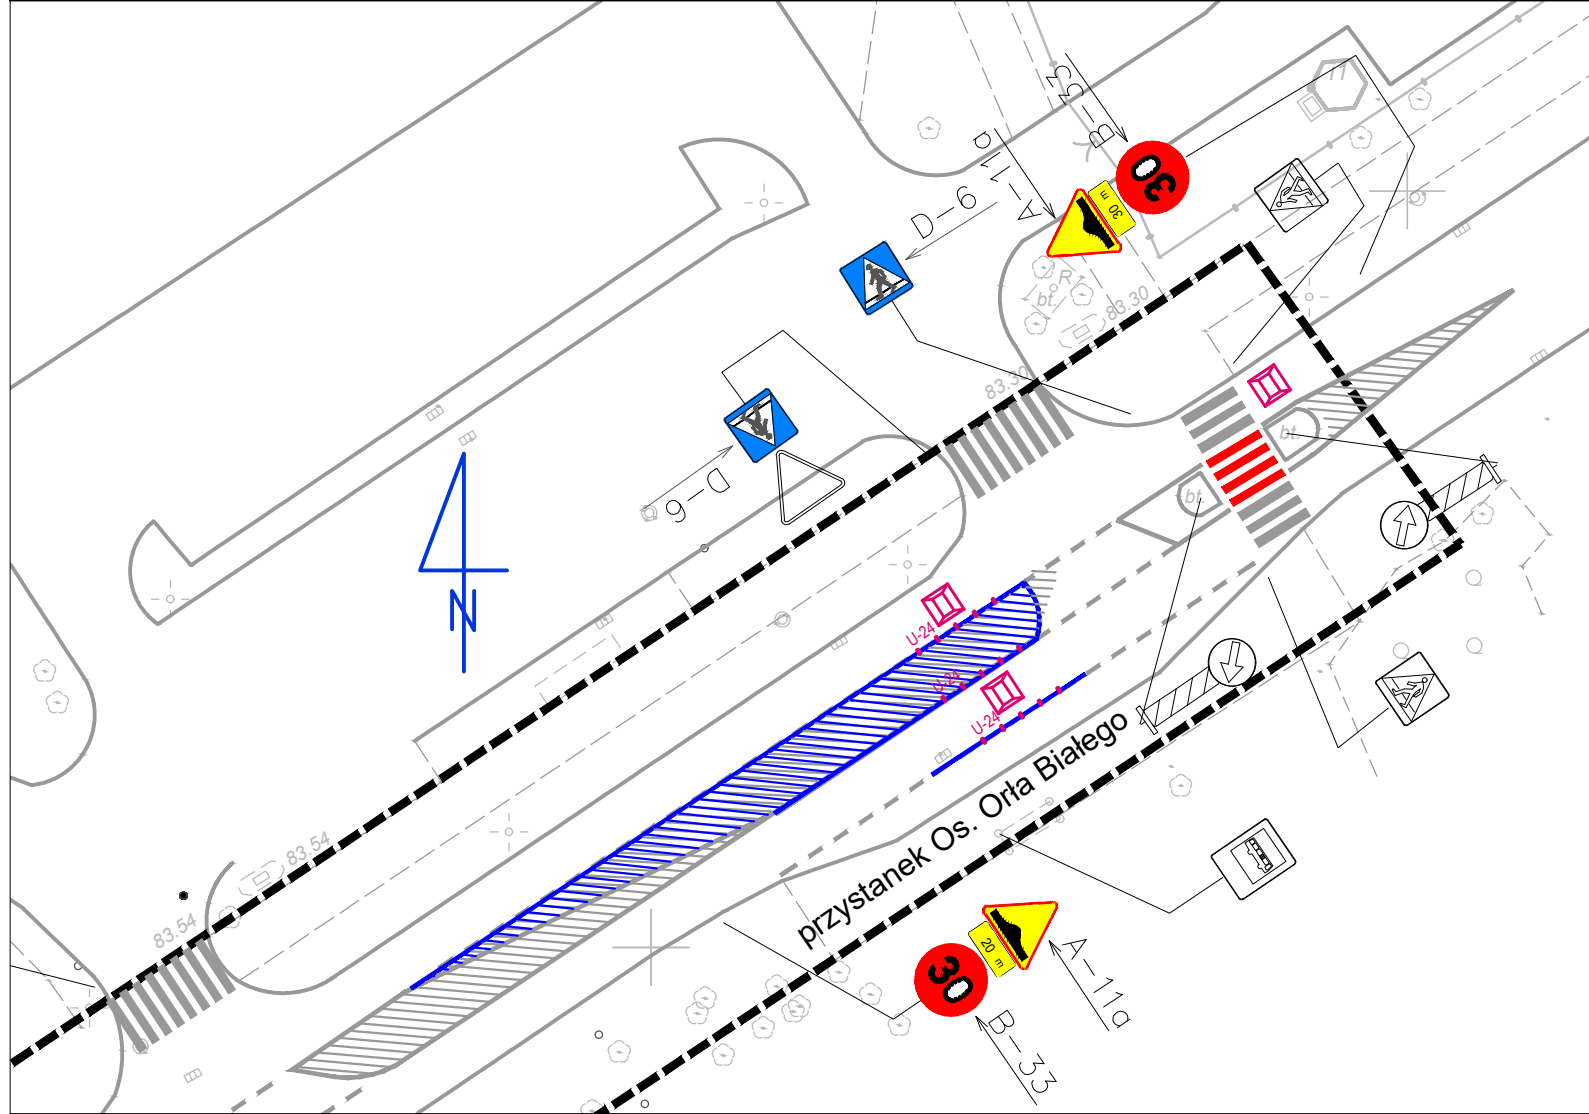 B-33
A-11a
D-6
30
30 m
R
bt.
83.30
83.30
D-6
bt.
bt.
N
U-24
U-24
U-24
przystanek Os. Orła Białego
83.54
83.54
20 m
30
A-11a
B-33